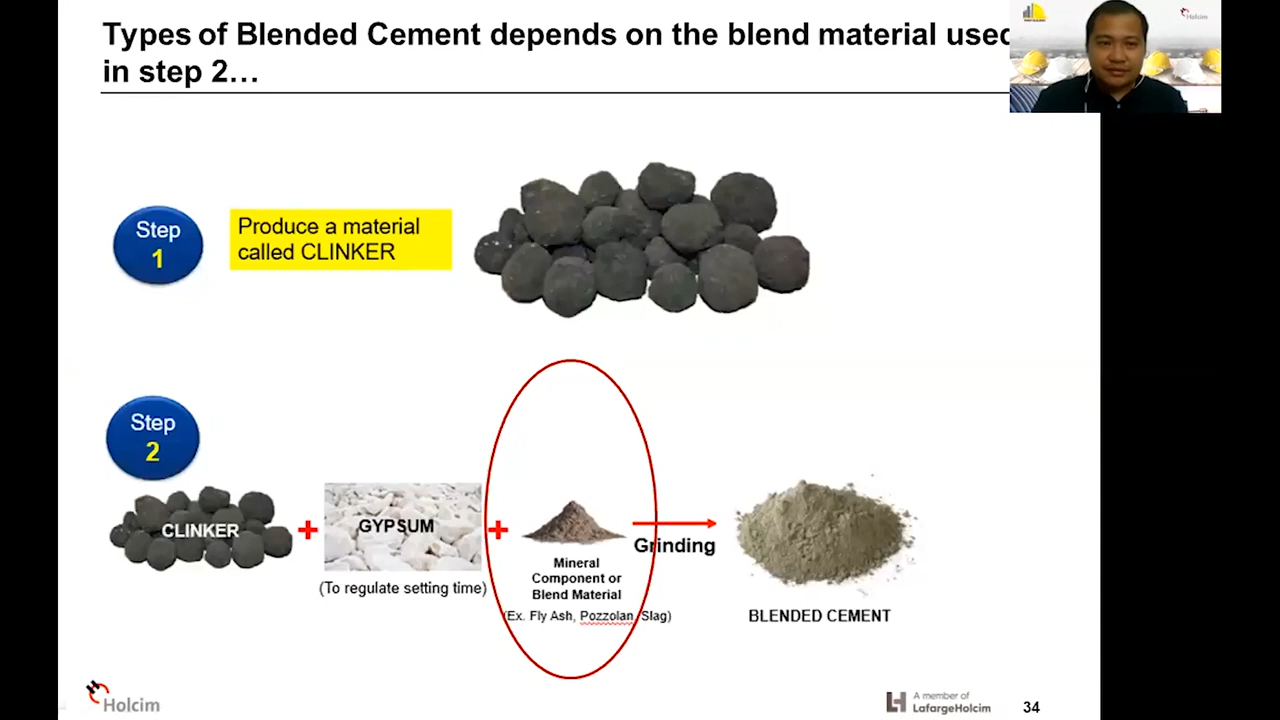 Types of Blended Cement depends on the blend material used
in step 2…
Holcim
Step
1
Produce a material
called CLINKER
Step
2
CLINKER
+
GYPSUM
+
Grinding
(To regulate setting time)
Mineral
Component or
Blend Material
(Ex. Fly Ash, Pozzolan, Slag)
BLENDED CEMENT
Holcim
A member of
LafargeHolcim
34